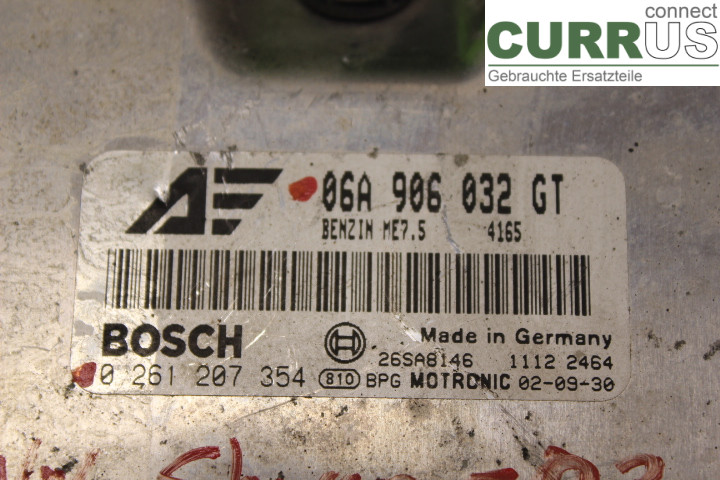 connect
CURRUS
Gebrauchte Ersatzteile
AF 06A 906 032 GT
BENZIN ME7.5 4165
BOSCH Made in Germany
26SA8146 1112 2464
0 261 207 354 810 BPG MOTRONIC 02-09-30